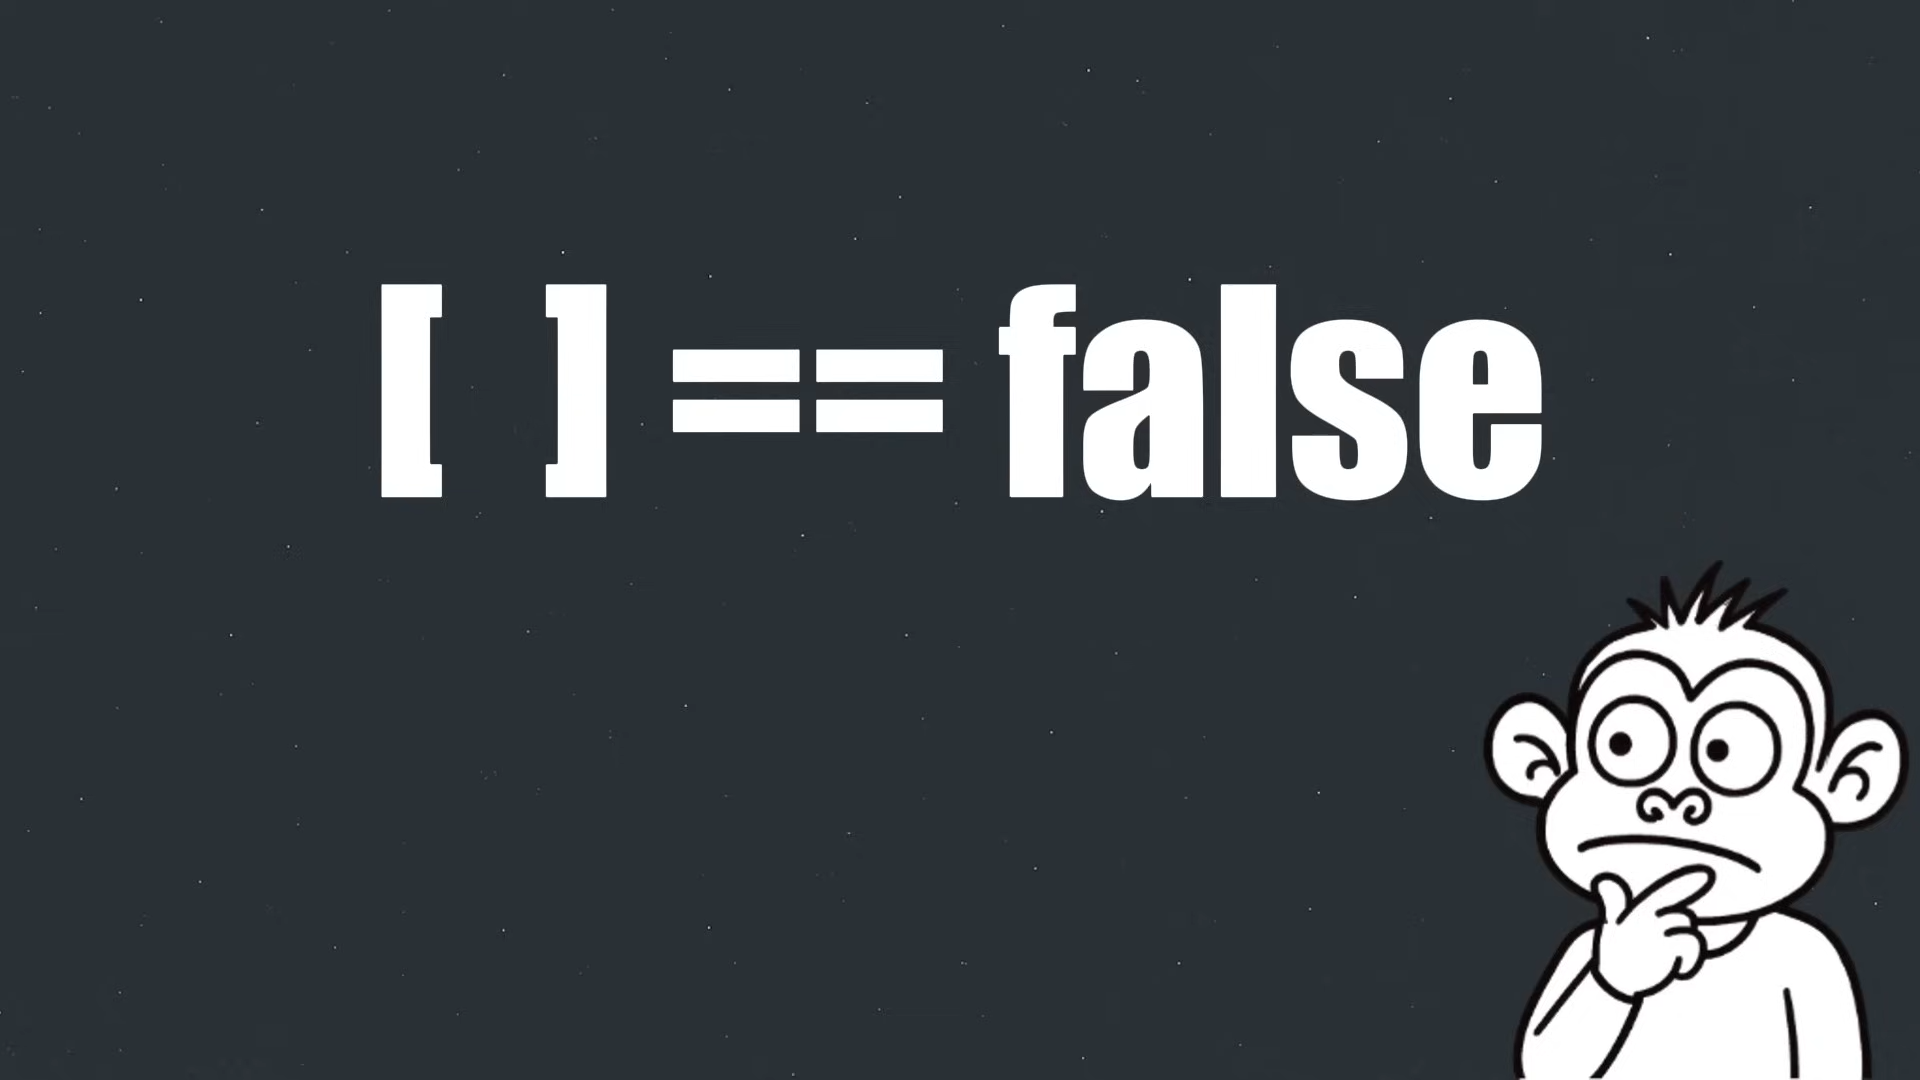 [ ] == false